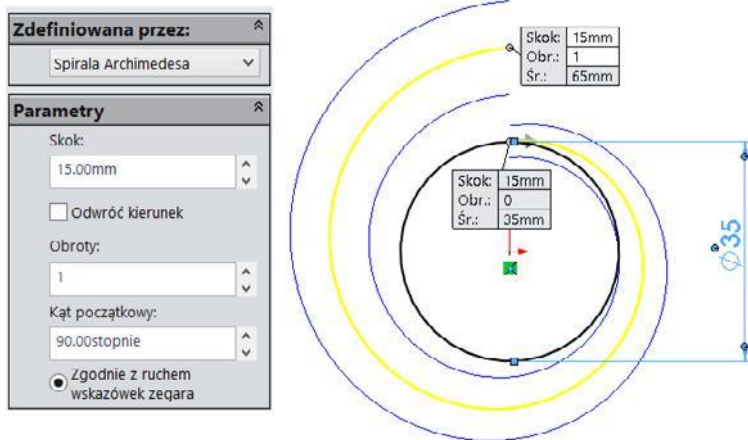 Zdefiniowana przez:
Spirala Archimedesa
Parametry
Skok:
15.00mm
Odwróć kierunek
Obroty:
1
Kąt początkowy:
90.00stopnie
Zgodnie z ruchem
wskazówek zegara
Skok: 15mm
Obr.: 1
Śr.: 65mm
Skok: 15mm
Obr.: 0
Śr.: 35mm
Ø35